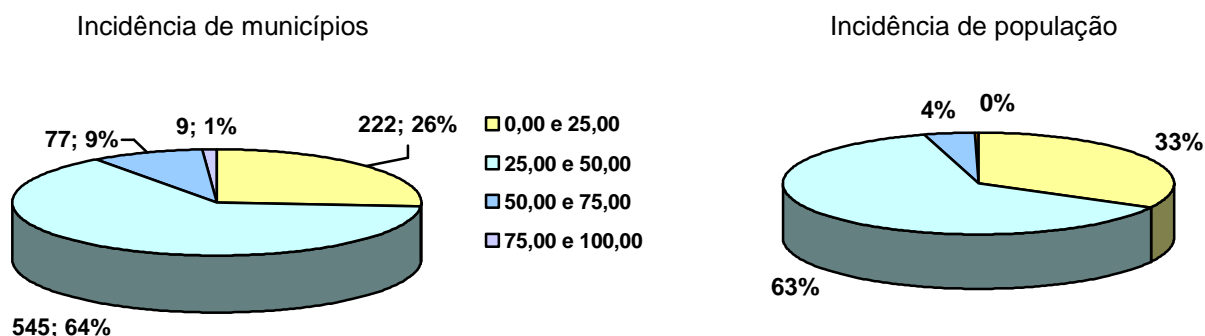 Incidência de municípios
77; 9%
9; 1%
222; 26%
545; 64%
0,00 e 25,00
25,00 e 50,00
50,00 e 75,00
75,00 e 100,00
Incidência de população
4%
0%
33%
63%